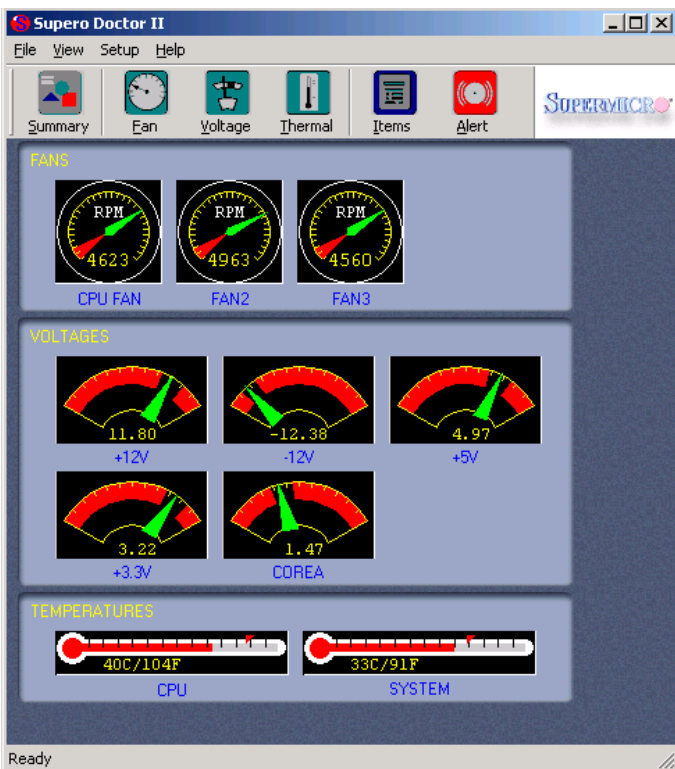 Supero Doctor II
File View Setup Help
Summary Fan Voltage Thermal Items Alert
SUPERMICRO
FANS
RPM RPM RPM
4623 4963 4560
CPU FAN FAN2 FAN3
VOLTAGES
11.80 -12.38 4.97
+12V -12V +5V
3.22 1.47
+3.3V COREA
TEMPERATURES
40C/104F 33C/91F
CPU SYSTEM
Ready